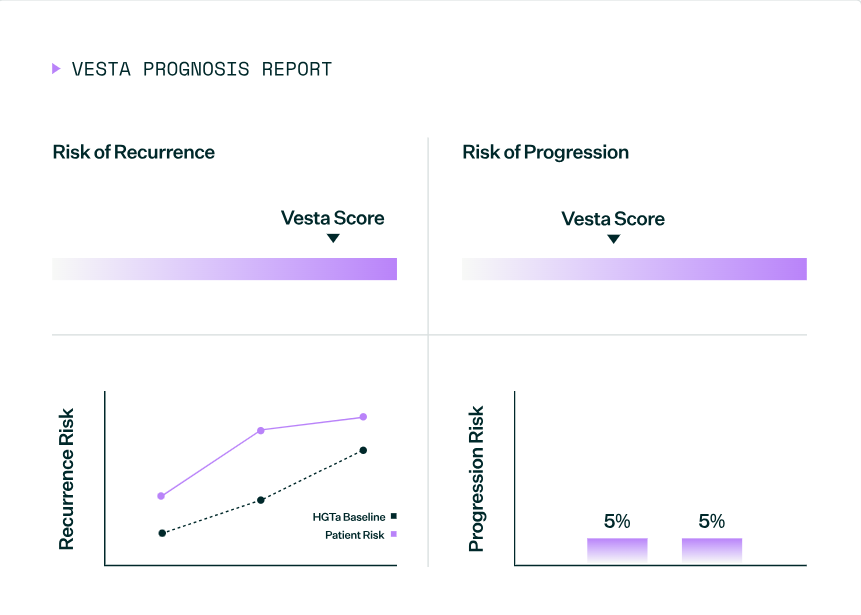 VESTA PROGNOSIS REPORT
Risk of Recurrence
Vesta Score
Risk of Progression
Vesta Score
Recurrence Risk
HGTa Baseline
Patient Risk
Progression Risk
5%
5%